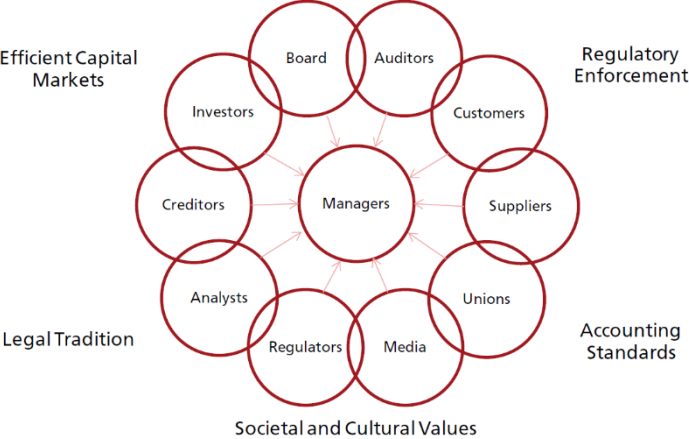 Board
Auditors
Efficient Capital
Markets
Regulatory
Enforcement
Investors
Customers
Creditors
Managers
Suppliers
Analysts
Unions
Legal Tradition
Regulators
Media
Accounting
Standards
Societal and Cultural Values